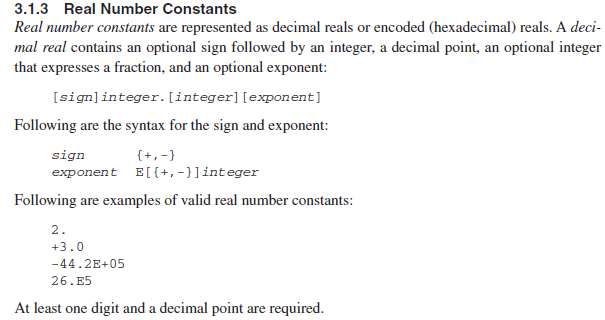 3.1.3 Real Number Constants
Real number constants are represented as decimal reals or encoded (hexadecimal) reals. A deci-
mal real contains an optional sign followed by an integer, a decimal point, an optional integer
that expresses a fraction, and an optional exponent:
[sign]integer.[integer][exponent]
Following are the syntax for the sign and exponent:
sign {+,-}
exponent E[{+,-}]integer
Following are examples of valid real number constants:
2.
+3.0
-44.2E+05
26.E5
At least one digit and a decimal point are required.